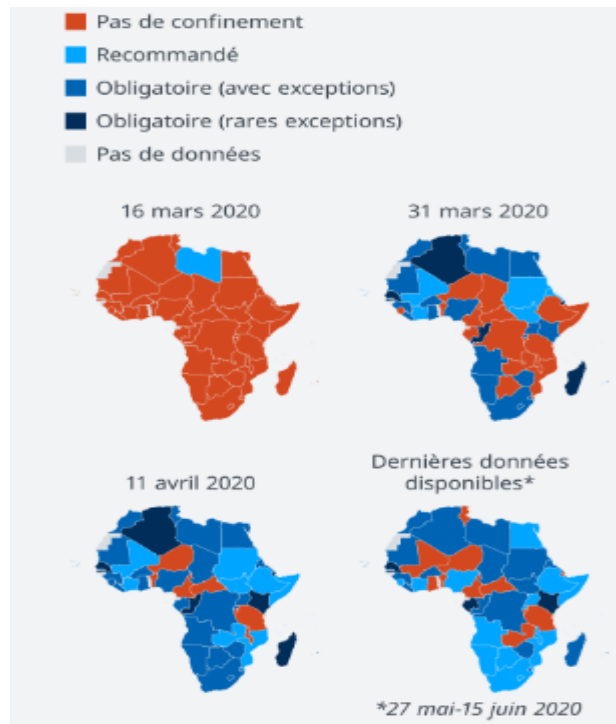 Pas de confinement
Recommandé
Obligatoire (avec exceptions)
Obligatoire (rares exceptions)
Pas de données
16 mars 2020
31 mars 2020
11 avril 2020
Dernières données
disponibles*
*27 mai-15 juin 2020